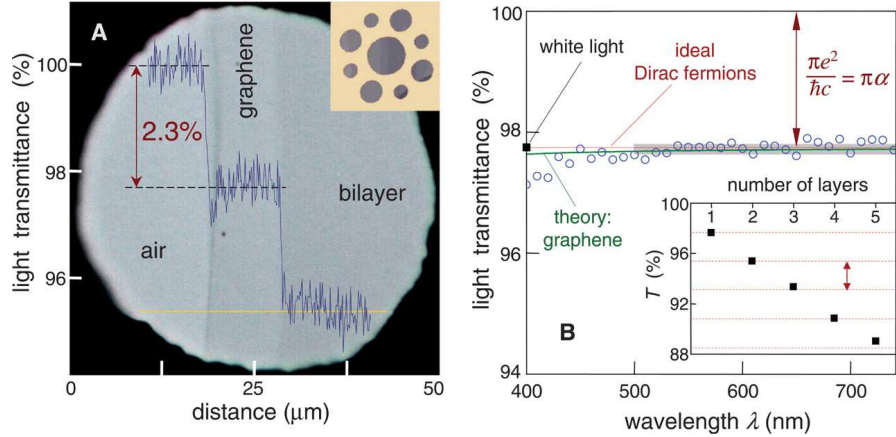 A
light transmittance (%)
100
98
96
2.3%
air
graphene
bilayer
0
25
50
distance (μm)
B
light transmittance (%)
100
98
96
94
white light
ideal
Dirac fermions
πe²/ħc = πα
theory:
graphene
number of layers
1 2 3 4 5
T (%)
100
96
92
88
400 500 600 700
wavelength λ (nm)